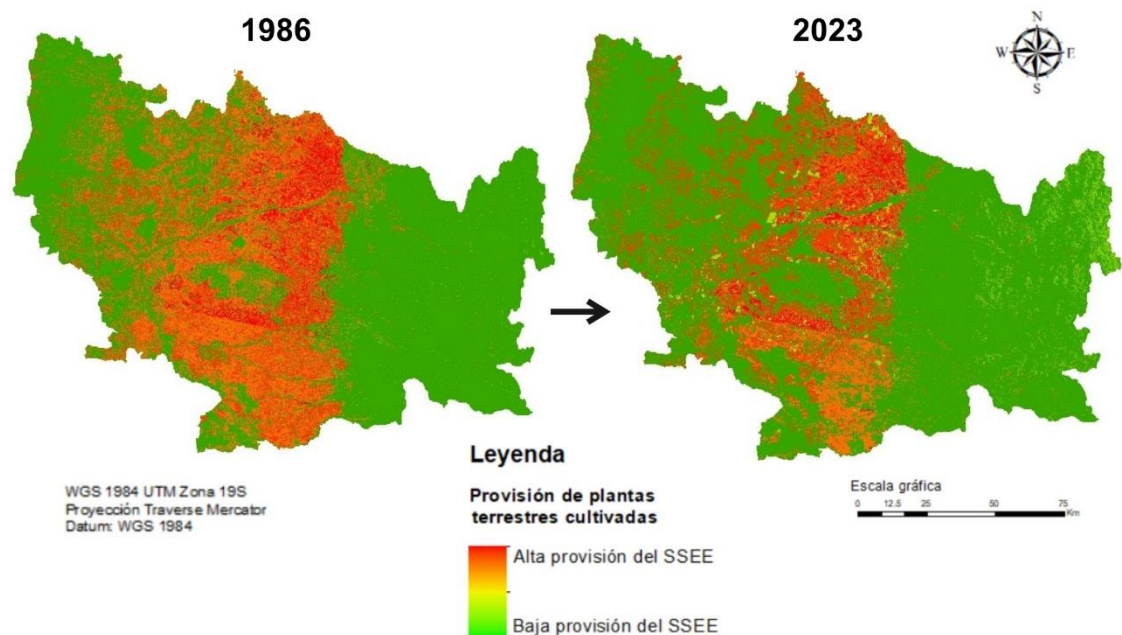 1986
2023
N
W E
S
Leyenda
Provisión de plantas
terrestres cultivadas
Alta provisión del SSEE
Baja provisión del SSEE
WGS 1984 UTM Zona 19S
Proyección Traverse Mercator
Datum: WGS 1984
Escala gráfica
0 12.5 25 50 75
Km